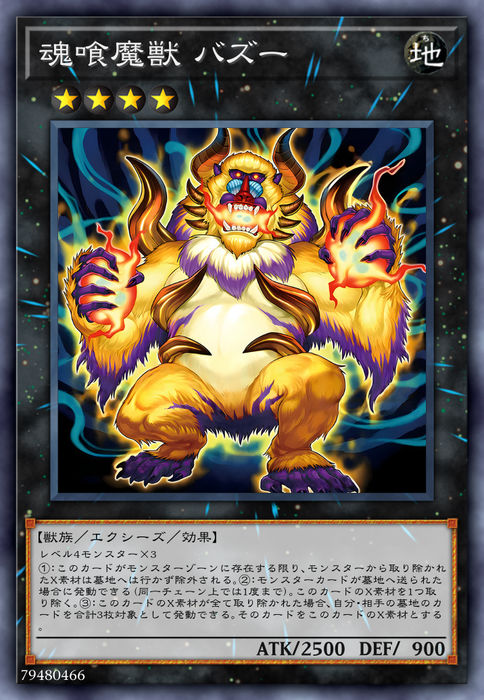 魂喰魔獣 バズー
ち
地
【獣族／エクシーズ／効果】
レベル4モンスター×3
①:このカードがモンスターゾーンに存在する限り、モンスターから取り除か
れたX素材は墓地へは行かず除外される。②:モンスターカードが墓地へ送られた
場合に発動できる(同一チェーン上では1度まで)。このカードのX素材を1つ取
り除く。③:このカードのX素材が全て取り除かれた場合、自分・相手の墓地のカ
ードを合計3枚対象として発動できる。そのカードをこのカードのX素材とする
。
ATK/2500 DEF/ 900
79480466